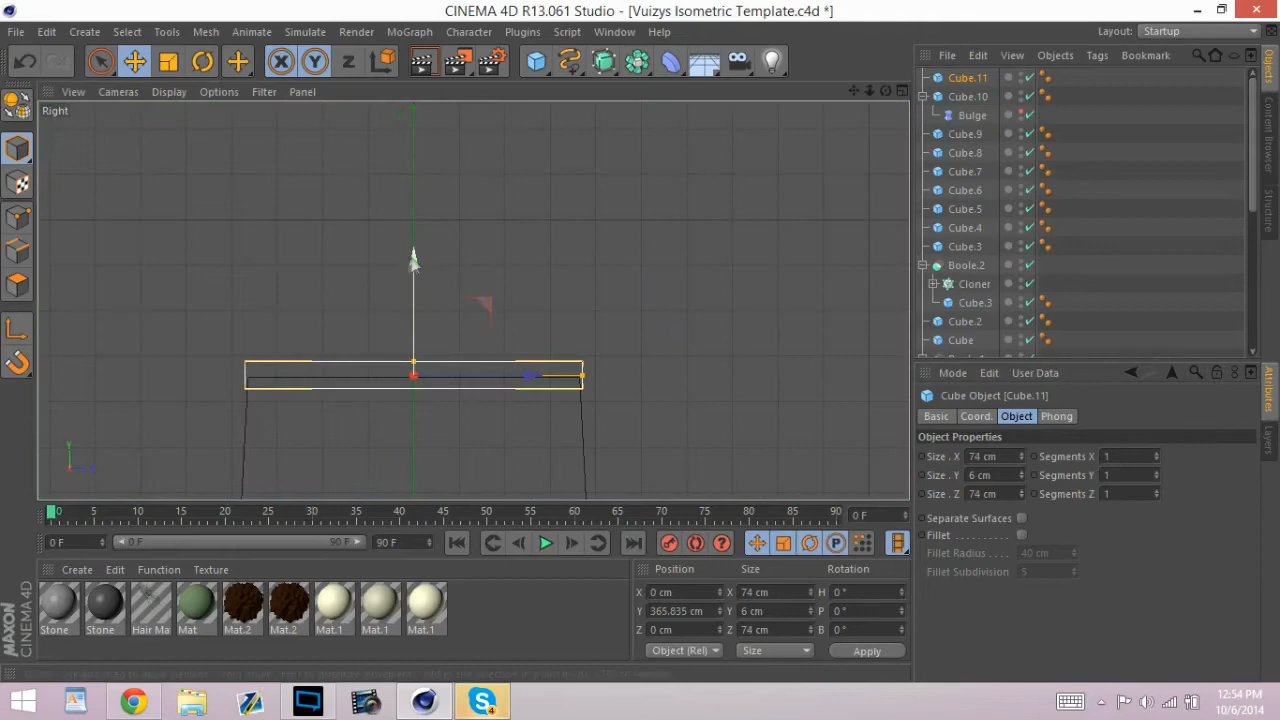 CINEMA 4D R13.061 Studio - [Vuizys Isometric Template.c4d *]
File Edit Create Select Tools Mesh Animate Simulate Render MoGraph Character Plugins Script Window Help Layout: Startup
X Y Z
File Edit View Objects Tags Bookmark
View Cameras Display Options Filter Panel
Right
Y
Z
Cube.11
Cube.10
Bulge
Cube.9
Cube.8
Cube.7
Cube.6
Cube.5
Cube.4
Cube.3
Boole.2
Cloner
Cube.3
Cube.2
Cube
Objects
Content Browser
Structure
Mode Edit User Data
Cube Object [Cube.11]
Basic Coord. Object Phong
Object Properties
Size . X 74 cm Segments X 1
Size . Y 6 cm Segments Y 1
Size . Z 74 cm Segments Z 1
Separate Surfaces
Fillet
Fillet Radius . . . . 40 cm
Fillet Subdivision 5
Attributes
Layers
0 5 10 15 20 25 30 35 40 45 50 55 60 65 70 75 80 85 90 0 F
0 F 0 F 90 F 90 F
Create Edit Function Texture
Stone Stone Hair Ma Mat Mat.2 Mat.2 Mat.1 Mat.1 Mat.1
Position Size Rotation
X 0 cm X 74 cm H 0 °
Y 365.835 cm Y 6 cm P 0 °
Z 0 cm Z 74 cm B 0 °
Object (Rel) Size Apply
MAXON
CINEMA 4D
4
12:54 PM
10/6/2014